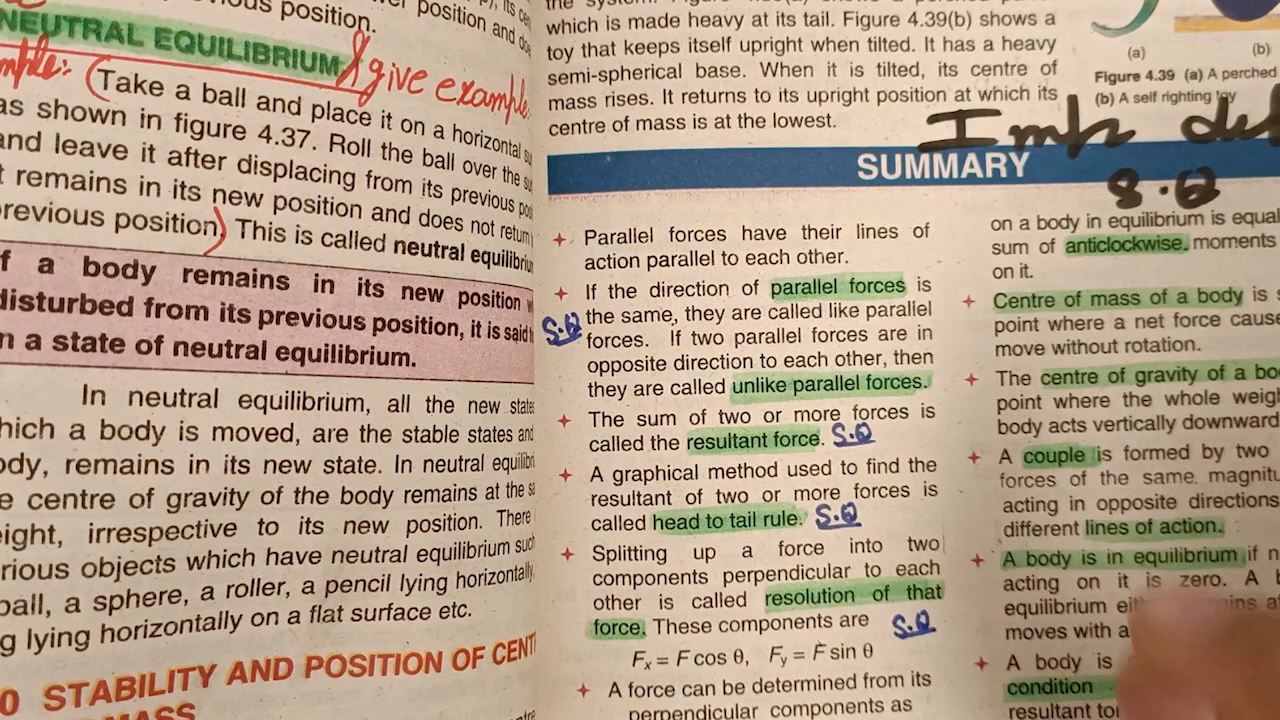 position.
position and
NEUTRAL EQUILIBRIUM
give example
(Take a ball and place it on a horizontal
as shown in figure 4.37. Roll the ball over the
and leave it after displacing from its previous
remains in its new position and does not return
previous position) This is called neutral
a body remains in its new position
disturbed from its previous position, it is said
a state of neutral equilibrium.
In neutral equilibrium, all the new
which a body is moved, are the stable states and
remains in its new state. In neutral
centre of gravity of the body remains at the
irrespective to its new position. There
objects which have neutral equilibrium
ball, a sphere, a roller, a pencil lying horizontally,
lying horizontally on a flat surface etc.
0 STABILITY AND POSITION OF
MASS
which is made heavy at its tail. Figure 4.39(b) shows a
toy that keeps itself upright when tilted. It has a heavy
semi-spherical base. When it is tilted, its centre of
mass rises. It returns to its upright position at which its
centre of mass is at the lowest.
(a) (b)
Figure 4.39 (a) A perched
(b) A self righting toy
Imp def
SUMMARY
S.Q
+ Parallel forces have their lines of
action parallel to each other.
+ If the direction of parallel forces is
S.Q the same, they are called like parallel
forces. If two parallel forces are in
opposite direction to each other, then
they are called unlike parallel forces.
+ The sum of two or more forces is
called the resultant force. S.Q
+ A graphical method used to find the
resultant of two or more forces is
called head to tail rule. S.Q
+ Splitting up a force into two
components perpendicular to each
other is called resolution of that
force. These components are S.Q
Fx = F cos θ, Fy = F sin θ
+ A force can be determined from its
perpendicular components as
on a body in equilibrium is equal
sum of anticlockwise. moments
on it.
+ Centre of mass of a body is
point where a net force
move without rotation.
+ The centre of gravity of a
point where the whole
body acts vertically downward
+ A couple is formed by two
forces of the same.
acting in opposite directions
different lines of action.
+ A body is in equilibrium if
acting on it is zero. A
equilibrium
moves with a
+ A body is
condition
resultant